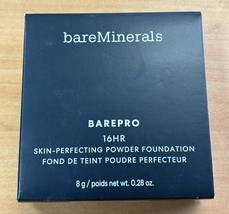 bareMinerals
BAREPRO
16HR
SKIN-PERFECTING POWDER FOUNDATION
FOND DE TEINT POUDRE PERFECTEUR
8 g / poids net wt. 0.28 oz.